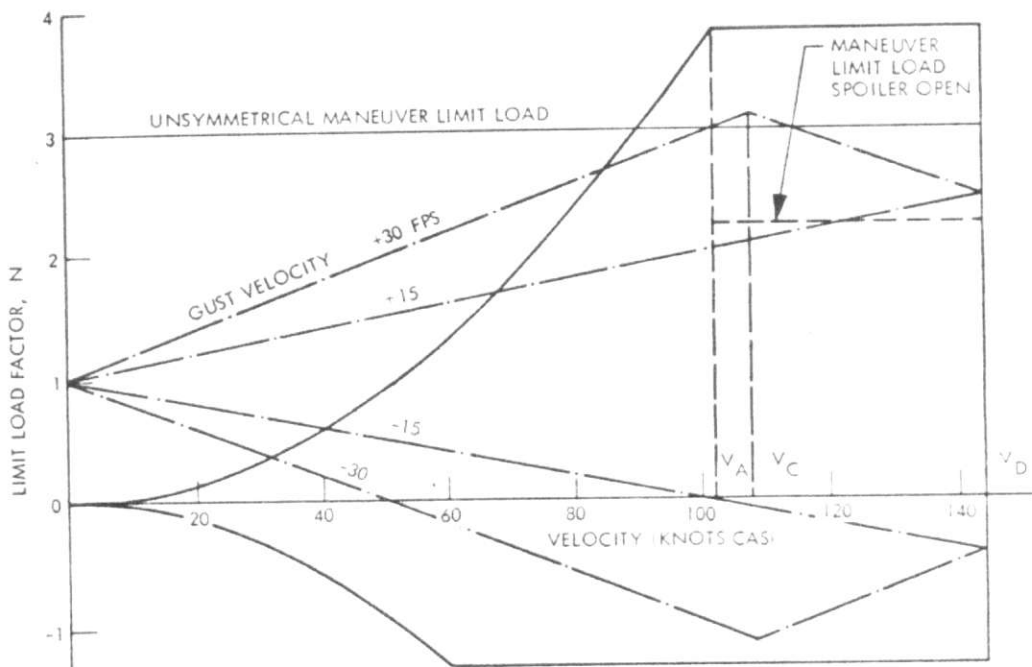 4
MANEUVER
LIMIT LOAD
SPOILER OPEN
UNSYMMETRICAL MANEUVER LIMIT LOAD
3
+30 FPS
GUST VELOCITY
2
+15
LIMIT LOAD FACTOR, N
1
-15
-30
V_A V_C V_D
0
20 40 60 80 100 120 140
VELOCITY (KNOTS CAS)
-1